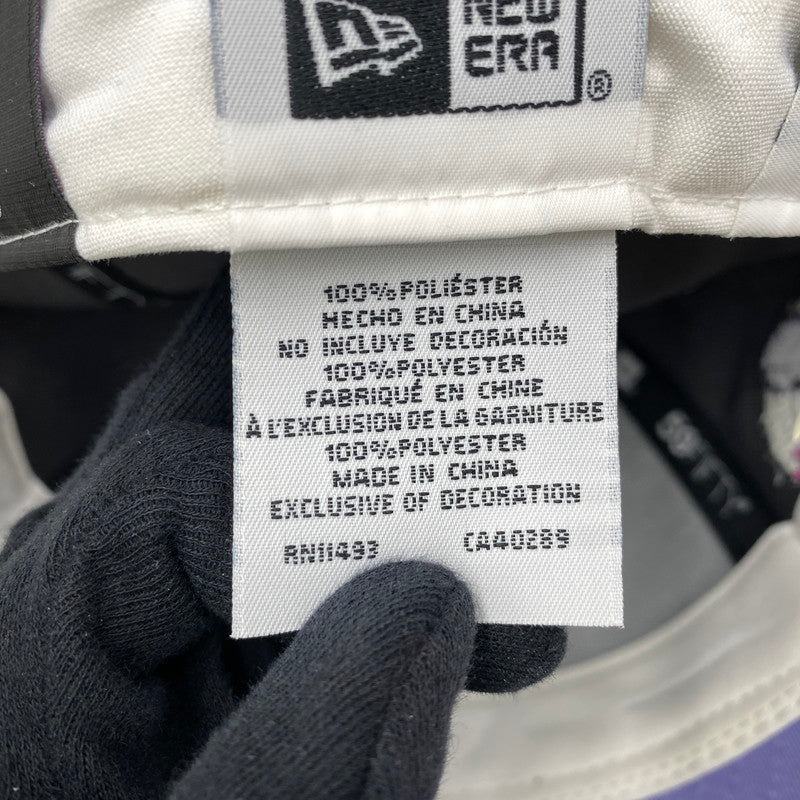 NEW
ERA
®
100% POLIÉSTER
HECHO EN CHINA
NO INCLUYE DECORACIÓN
100% POLYESTER
FABRIQUÉ EN CHINE
À L'EXCLUSION DE LA GARNITURE
100% POLYESTER
MADE IN CHINA
EXCLUSIVE OF DECORATION
RN11493 CA40289
59FIFTY